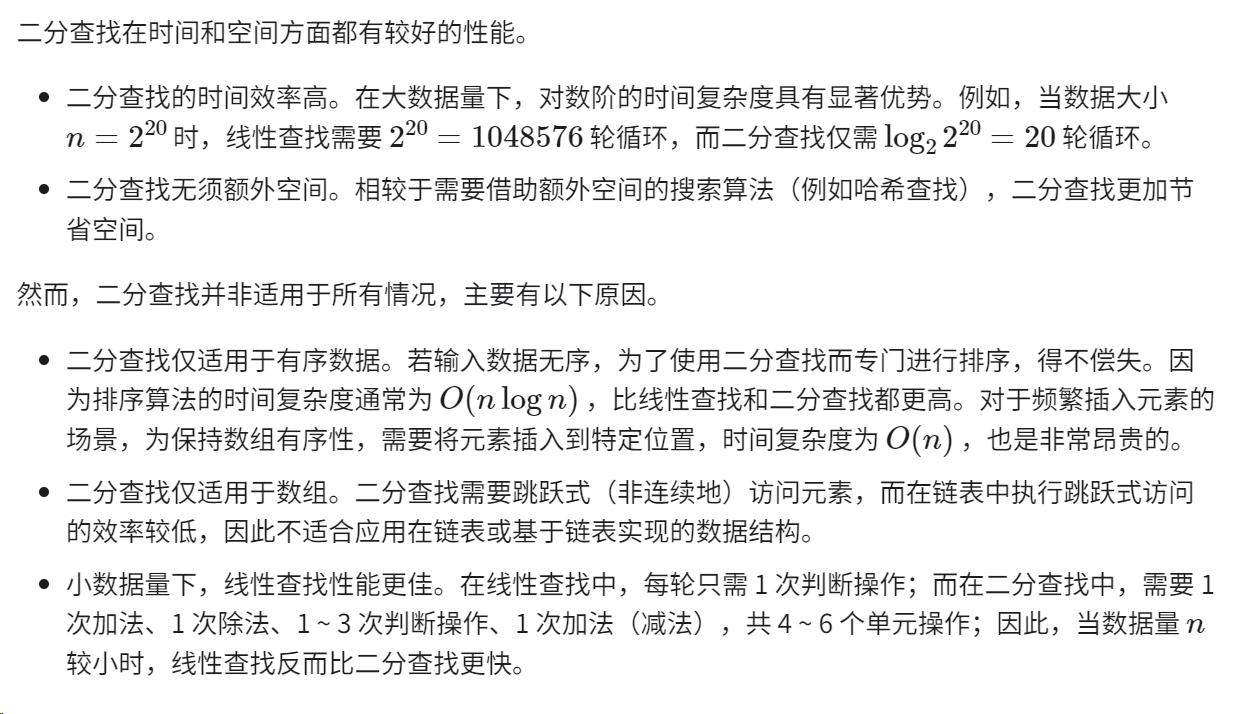 二分查找在时间和空间方面都有较好的性能。
• 二分查找的时间效率高。在大数据量下，对数阶的时间复杂度具有显著优势。例如，当数据大小
n = 2^20 时，线性查找需要 2^20 = 1048576 轮循环，而二分查找仅需 log₂ 2^20 = 20 轮循环。
• 二分查找无须额外空间。相较于需要借助额外空间的搜索算法（例如哈希查找），二分查找更加节
省空间。
然而，二分查找并非适用于所有情况，主要有以下原因。
• 二分查找仅适用于有序数据。若输入数据无序，为了使用二分查找而专门进行排序，得不偿失。因
为排序算法的时间复杂度通常为 O(n log n) ，比线性查找和二分查找都更高。对于频繁插入元素的
场景，为保持数组有序性，需要将元素插入到特定位置，时间复杂度为 O(n) ，也是非常昂贵的。
• 二分查找仅适用于数组。二分查找需要跳跃式（非连续地）访问元素，而在链表中执行跳跃式访问
的效率较低，因此不适合应用在链表或基于链表实现的数据结构。
• 小数据量下，线性查找性能更佳。在线性查找中，每轮只需 1 次判断操作；而在二分查找中，需要 1
次加法、1 次除法、1 ~ 3 次判断操作、1 次加法（减法），共 4 ~ 6 个单元操作；因此，当数据量 n
较小时，线性查找反而比二分查找更快。